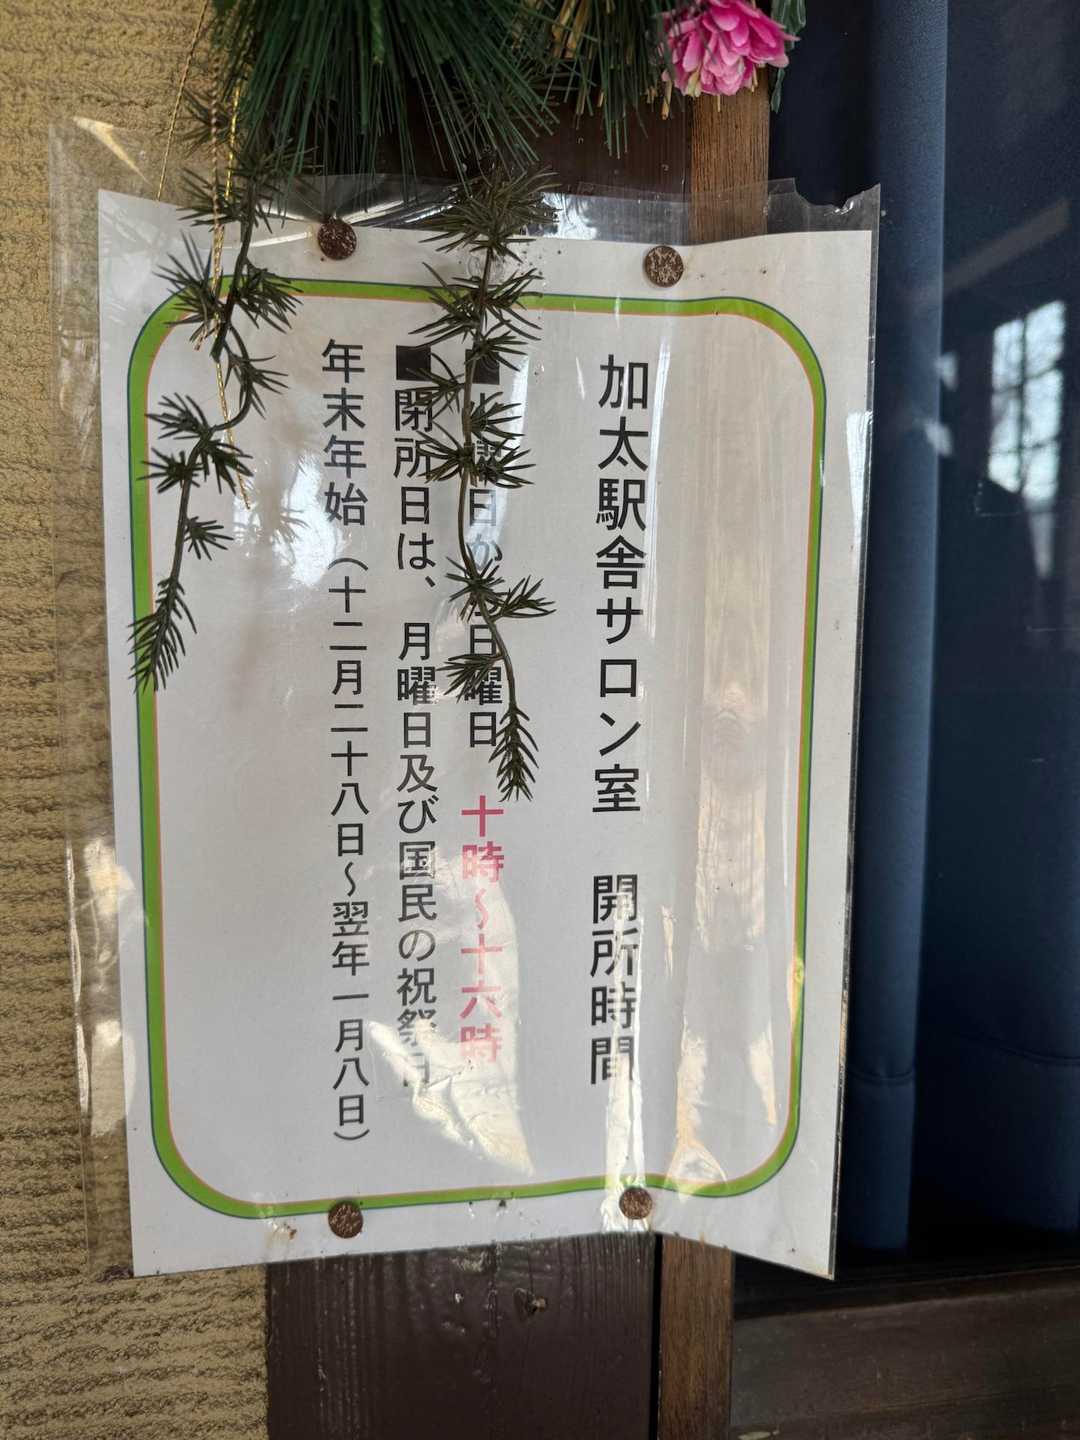 加太駅舎サロン室　開所時間
■火曜日から日曜日　十時～十六時
■閉所日は、月曜日及び国民の祝祭日
年末年始（十二月二十八日～翌年一月八日）